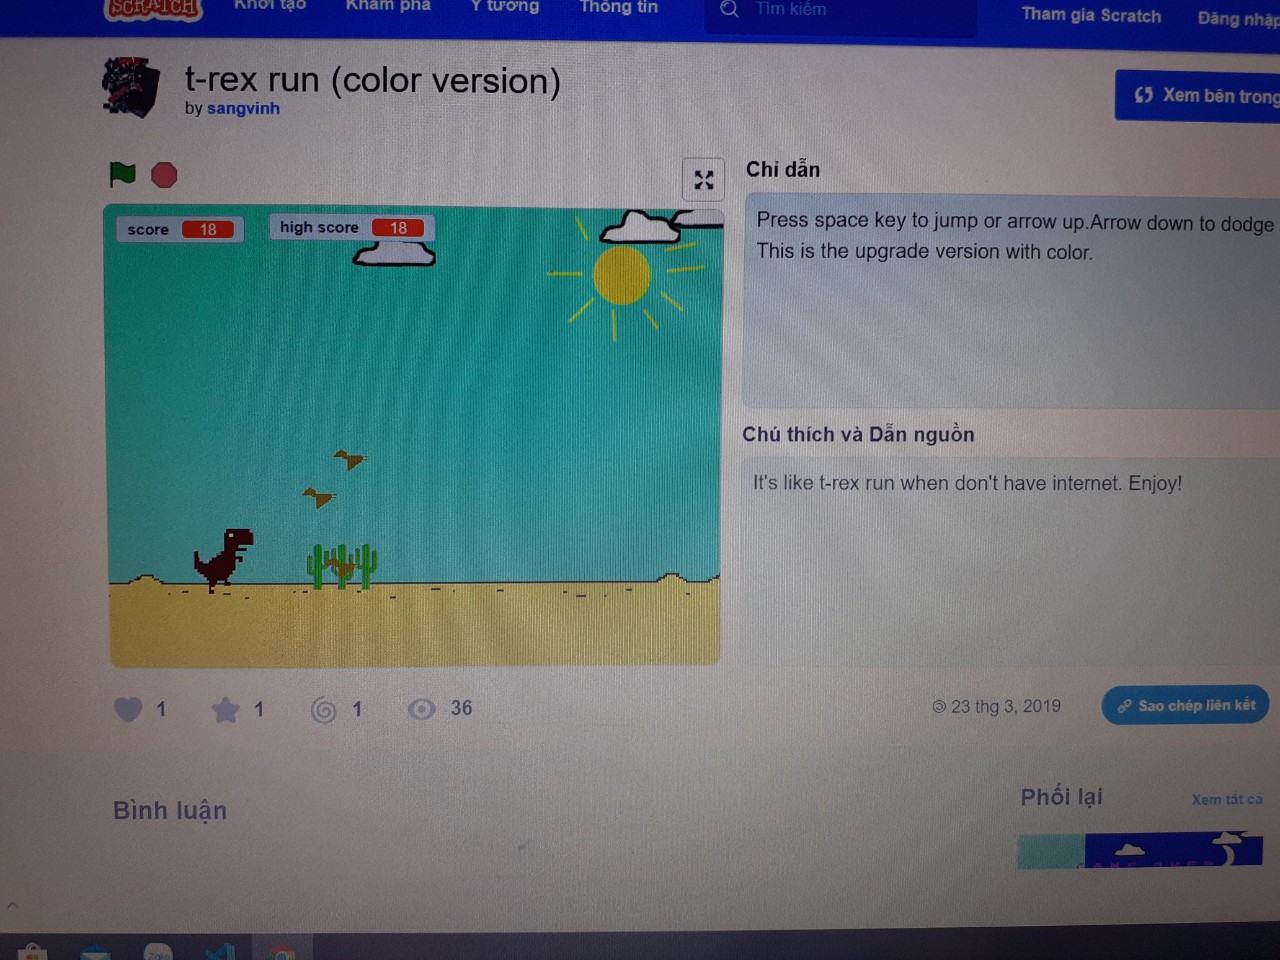 SCRATCH
Khởi tạo
Khám phá
Ý tưởng
Thông tin
Tìm kiếm
Tham gia Scratch
Đăng nhập
t-rex run (color version)
by sangvinh
Xem bên trong
Chỉ dẫn
score 18
high score 18
Press space key to jump or arrow up.Arrow down to dodge
This is the upgrade version with color.
Chú thích và Dẫn nguồn
It's like t-rex run when don't have internet. Enjoy!
1
1
1
36
© 23 thg 3, 2019
Sao chép liên kết
Bình luận
Phối lại
Xem tất cả
Zalo